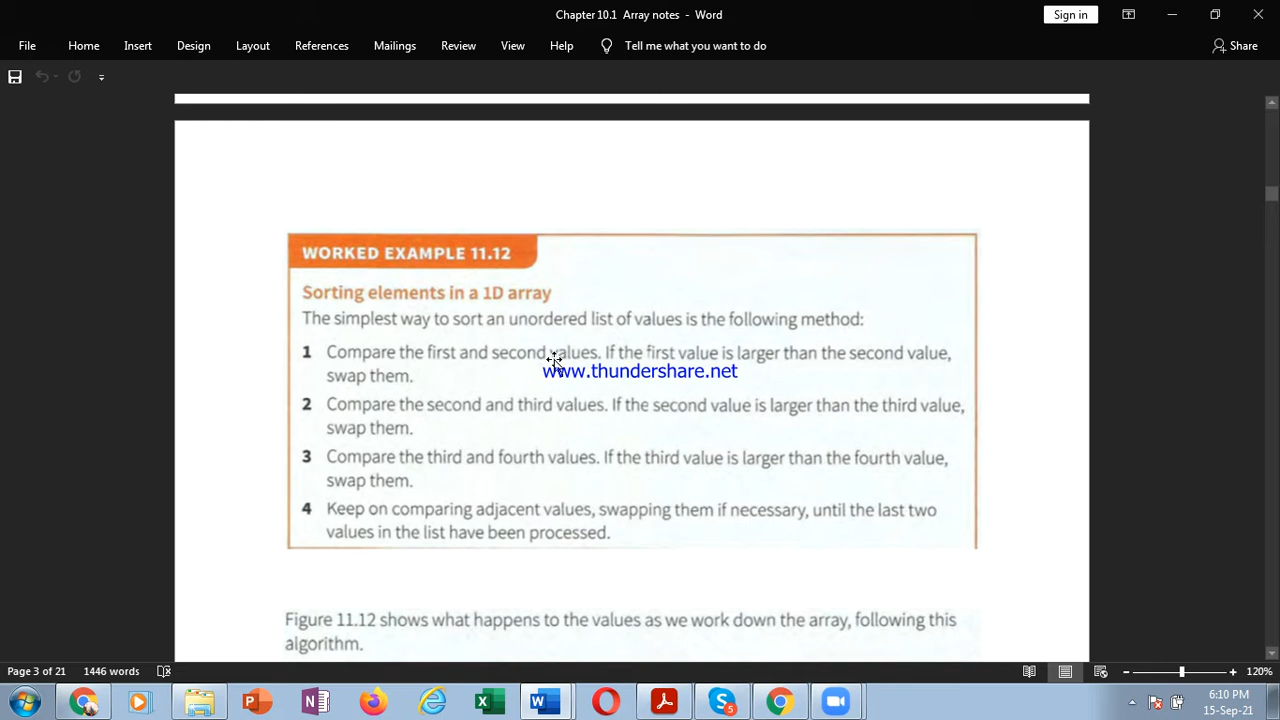 Chapter 10.1 Array notes - Word
Sign in
File Home Insert Design Layout References Mailings Review View Help Tell me what you want to do Share
WORKED EXAMPLE 11.12
Sorting elements in a 1D array
The simplest way to sort an unordered list of values is the following method:
1 Compare the first and second values. If the first value is larger than the second value,
swap them.
www.thundershare.net
2 Compare the second and third values. If the second value is larger than the third value,
swap them.
3 Compare the third and fourth values. If the third value is larger than the fourth value,
swap them.
4 Keep on comparing adjacent values, swapping them if necessary, until the last two
values in the list have been processed.
Figure 11.12 shows what happens to the values as we work down the array, following this
algorithm.
Page 3 of 21 1446 words 120%
6:10 PM
15-Sep-21